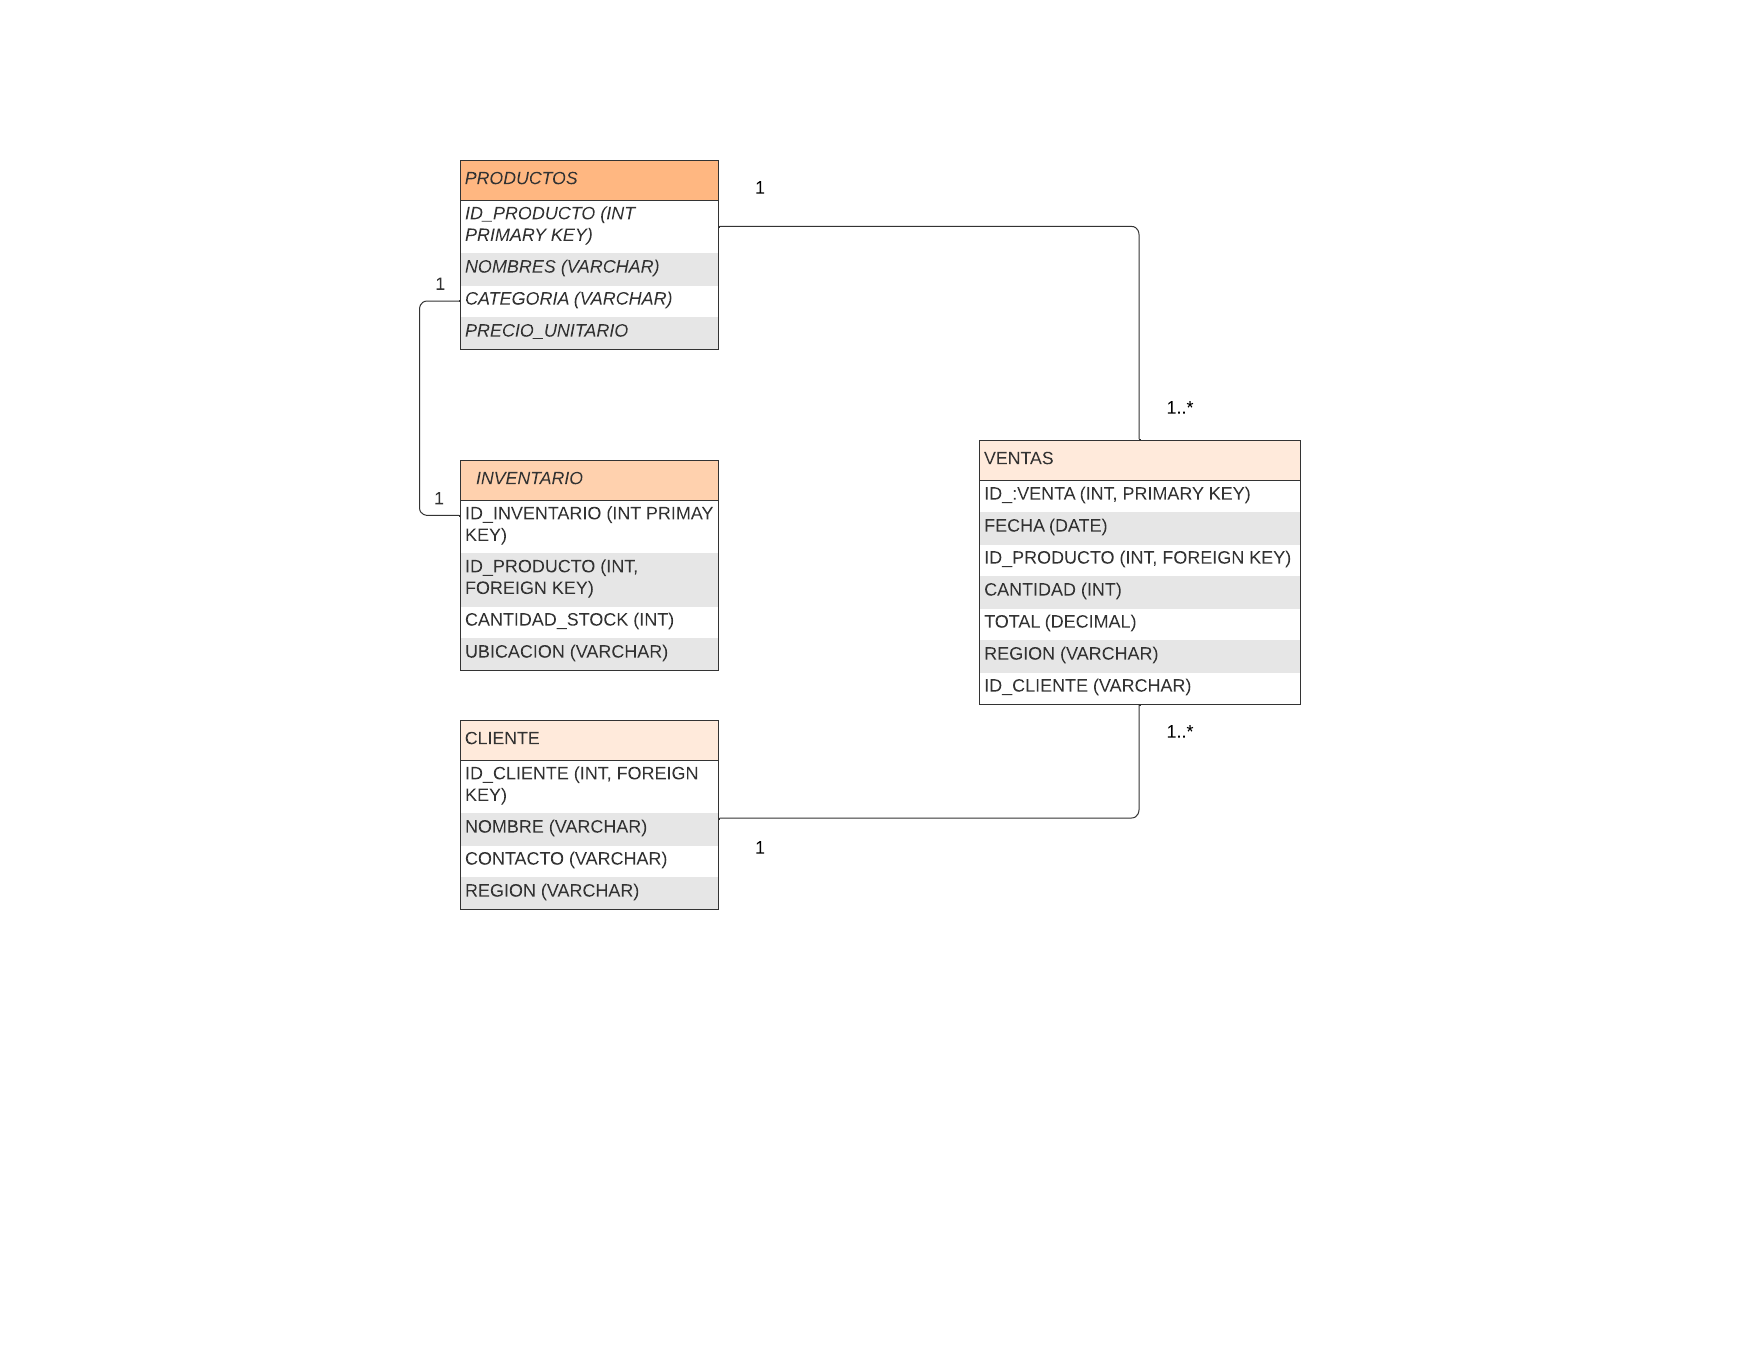 PRODUCTOS
ID_PRODUCTO (INT
PRIMARY KEY)
NOMBRES (VARCHAR)
CATEGORIA (VARCHAR)
PRECIO_UNITARIO
1
1
1
1..*
INVENTARIO
ID_INVENTARIO (INT PRIMAY
KEY)
ID_PRODUCTO (INT,
FOREIGN KEY)
CANTIDAD_STOCK (INT)
UBICACION (VARCHAR)
VENTAS
ID_:VENTA (INT, PRIMARY KEY)
FECHA (DATE)
ID_PRODUCTO (INT, FOREIGN KEY)
CANTIDAD (INT)
TOTAL (DECIMAL)
REGION (VARCHAR)
ID_CLIENTE (VARCHAR)
1..*
CLIENTE
ID_CLIENTE (INT, FOREIGN
KEY)
NOMBRE (VARCHAR)
CONTACTO (VARCHAR)
REGION (VARCHAR)
1